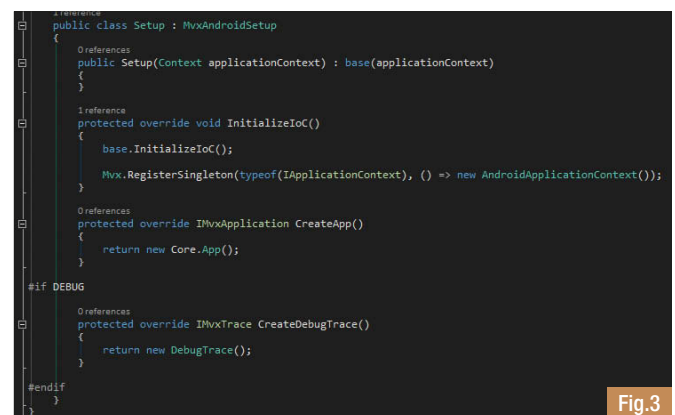 1 reference
public class Setup : MvxAndroidSetup
{
0 references
public Setup(Context applicationContext) : base(applicationContext)
{
}
1 reference
protected override void InitializeIoC()
{
base.InitializeIoC();
Mvx.RegisterSingleton(typeof(IApplicationContext), () => new AndroidApplicationContext());
}
0 references
protected override IMvxApplication CreateApp()
{
return new Core.App();
}
#if DEBUG
0 references
protected override IMvxTrace CreateDebugTrace()
{
return new DebugTrace();
}
#endif
}
}
Fig.3